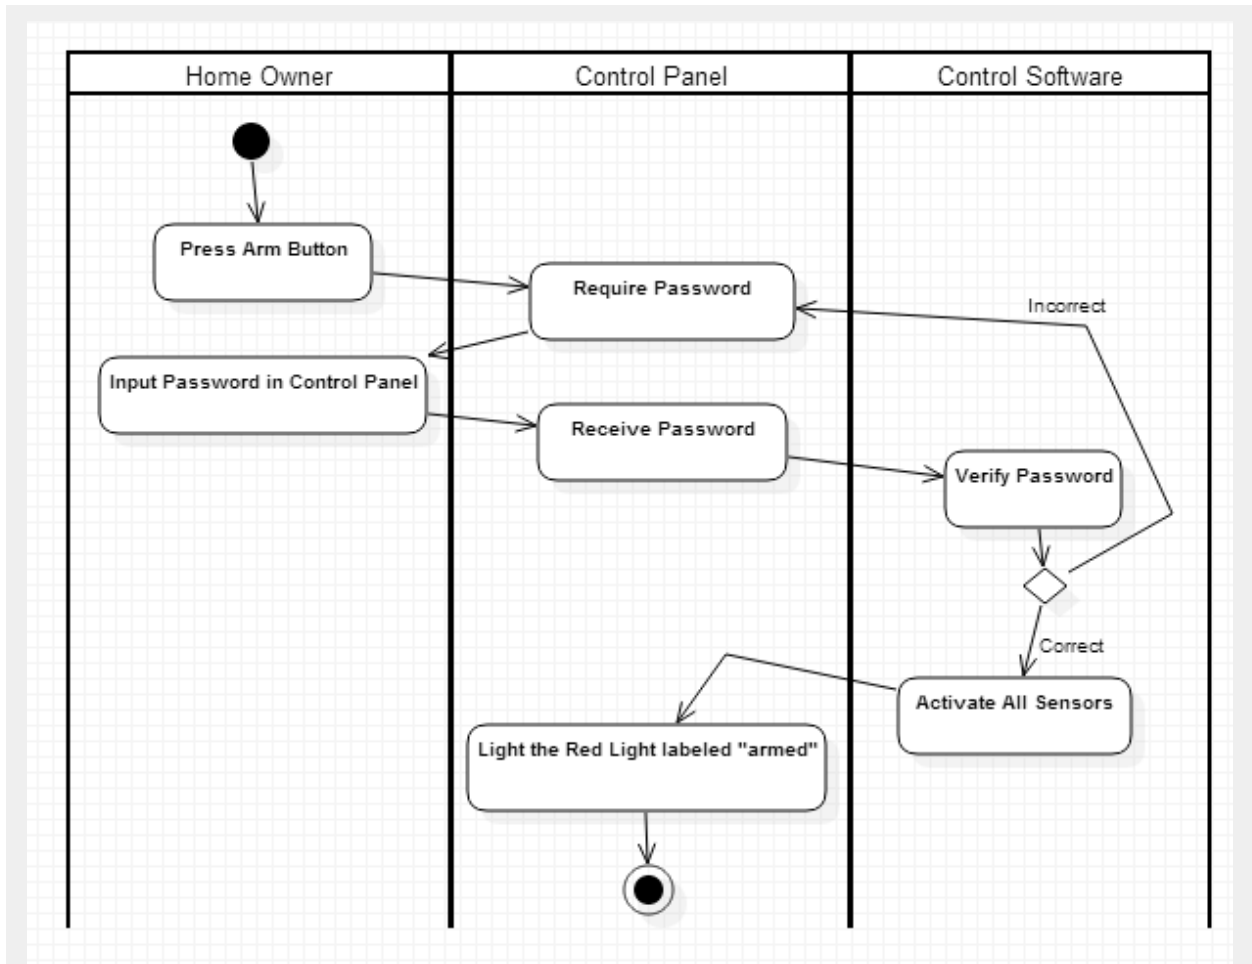 Home Owner
Control Panel
Control Software
Press Arm Button
Require Password
Incorrect
Input Password in Control Panel
Receive Password
Verify Password
Correct
Activate All Sensors
Light the Red Light labeled "armed"